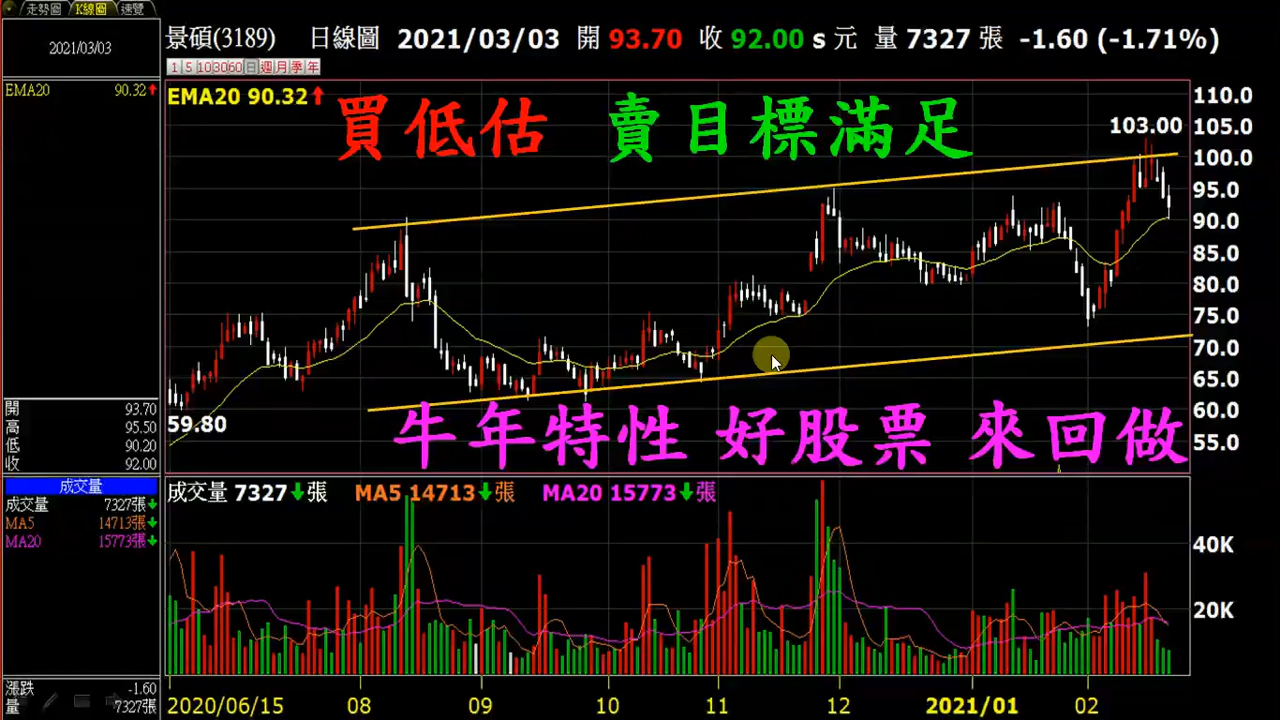 走勢圖 K線圖 速覽
2021/03/03
景碩(3189) 日線圖 2021/03/03 開 93.70 收 92.00 s 元 量 7327 張 -1.60 (-1.71%)
1 5 10 30 60 日 週 月 季 年
EMA20 90.32↑
EMA20 90.32↑
買低估 賣目標滿足
103.00
110.0
105.0
100.0
95.0
90.0
85.0
80.0
75.0
70.0
65.0
60.0
55.0
59.80
牛年特性 好股票 來回做
開 93.70
高 95.50
低 90.20
收 92.00
成交量
成交量 7327張↓
MA5 14713張↓
MA20 15773張↓
成交量 7327↓張 MA5 14713↓張 MA20 15773↓張
40K
20K
漲跌 -1.60
量 7327張
2020/06/15 08 09 10 11 12 2021/01 02